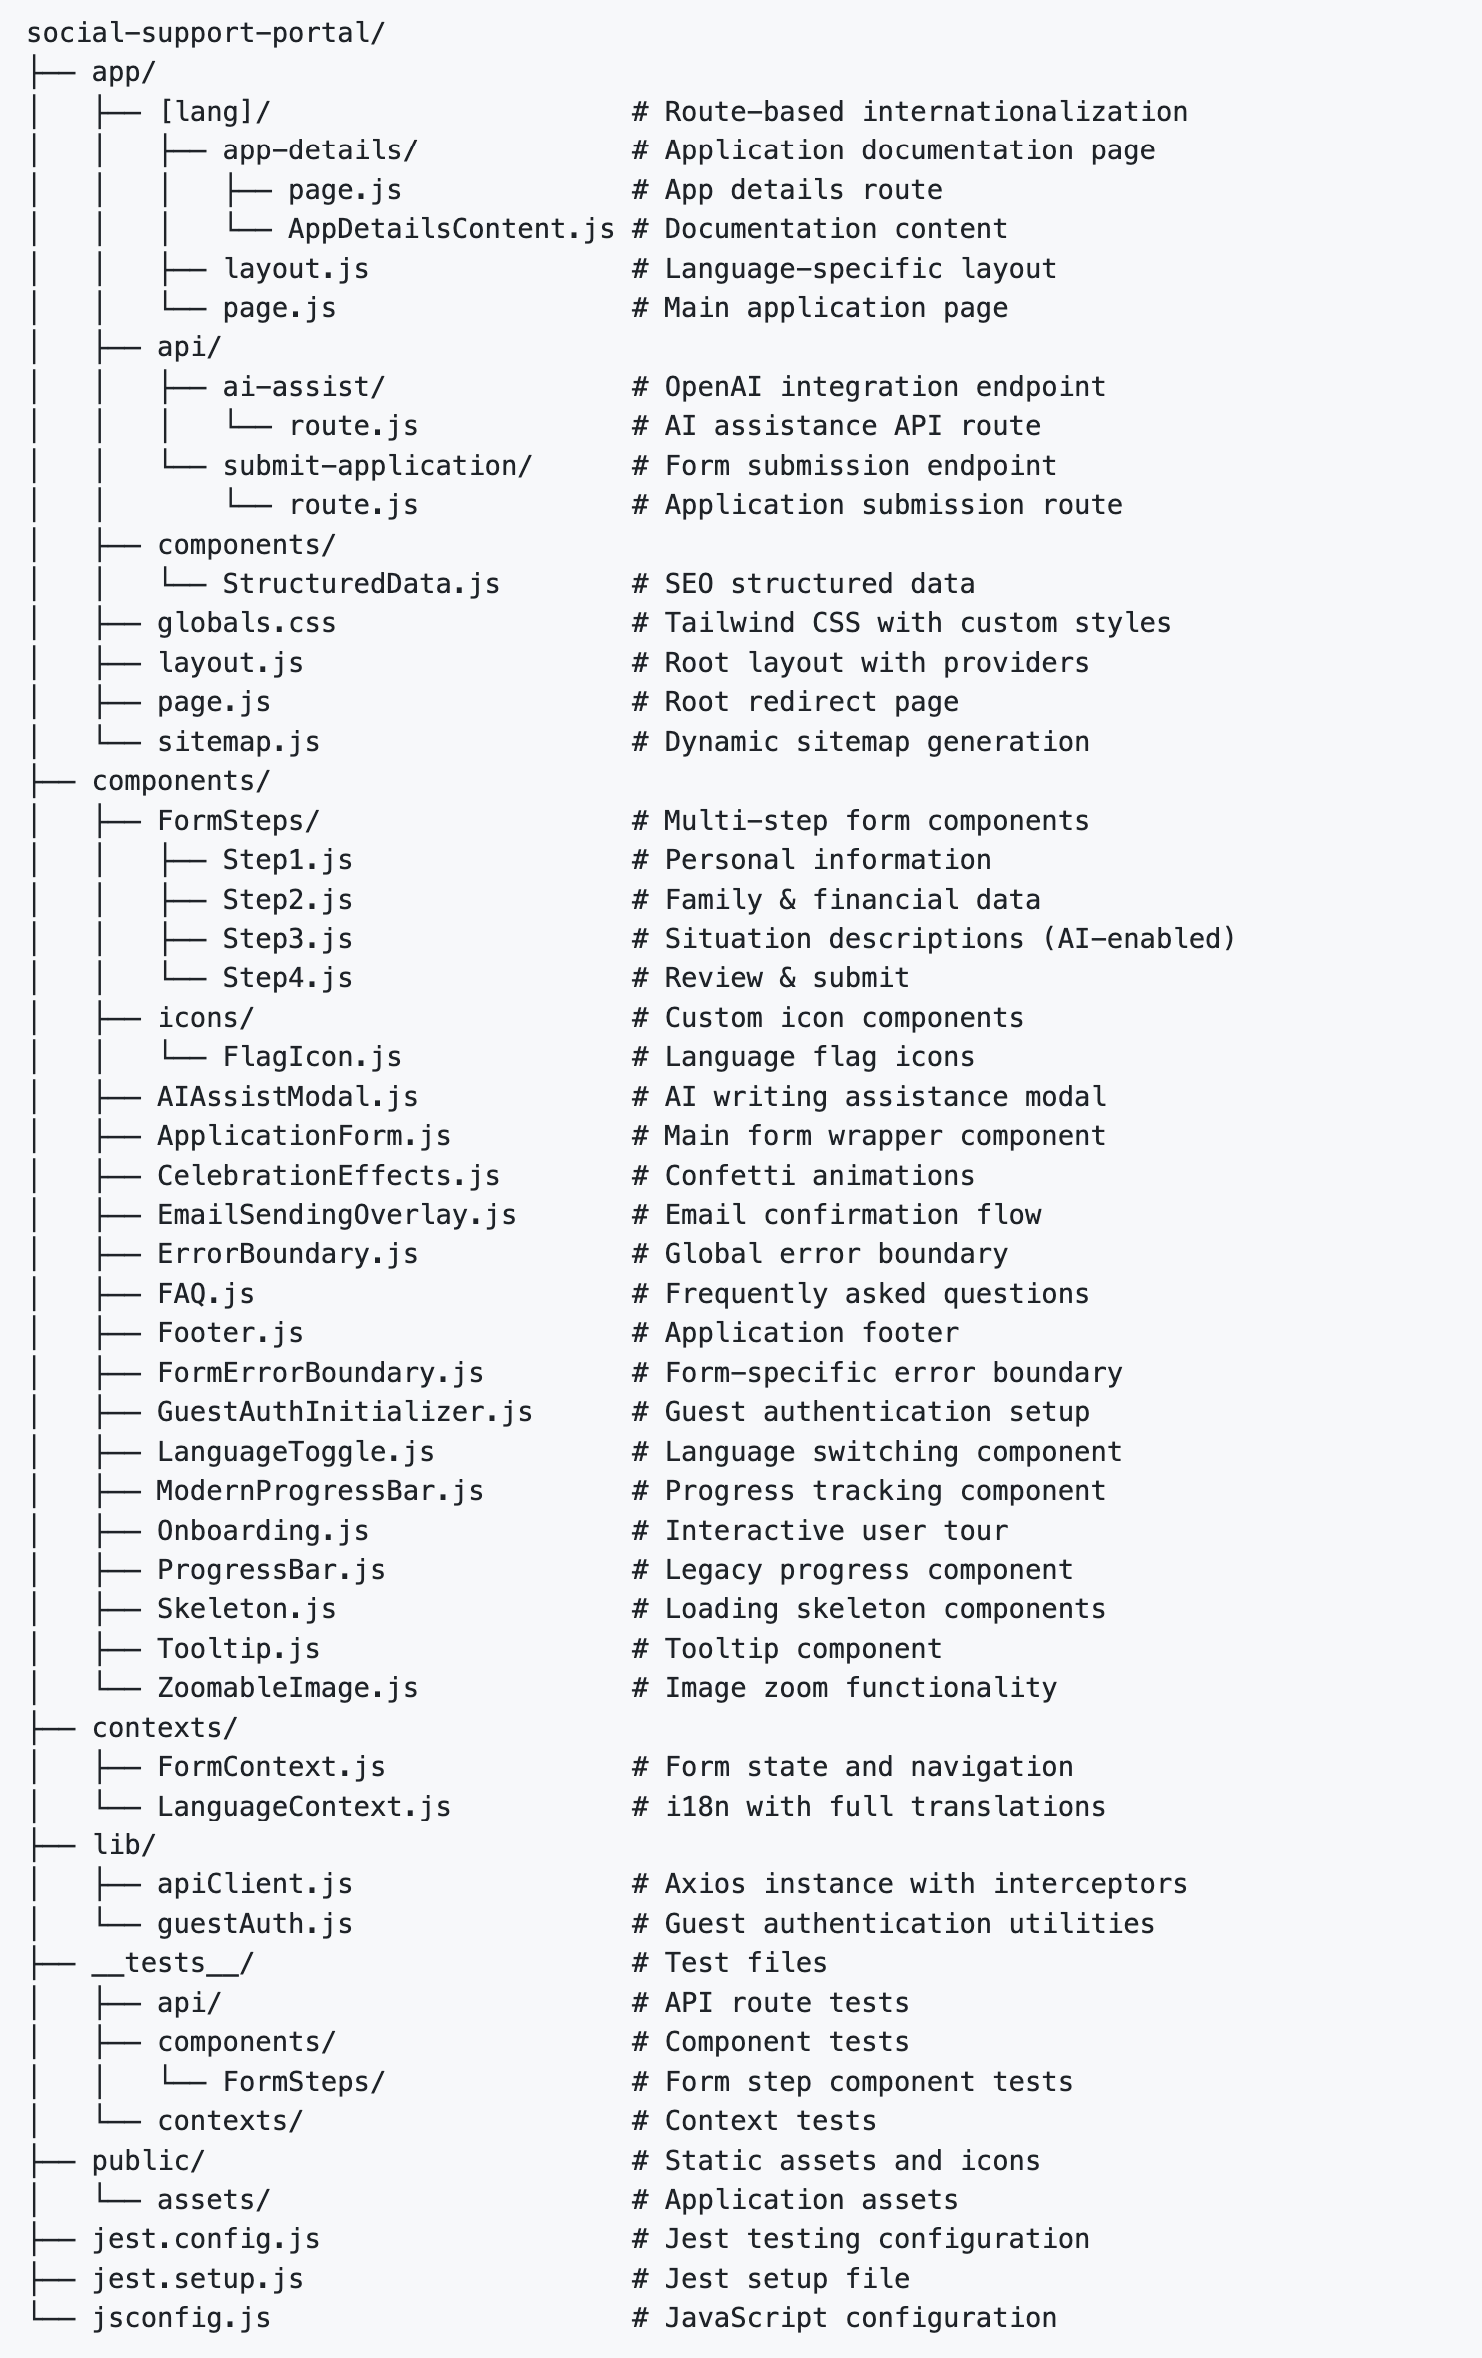 social-support-portal/
├── app/
│   ├── [lang]/                      # Route-based internationalization
│   │   ├── app-details/             # Application documentation page
│   │   │   ├── page.js              # App details route
│   │   │   └── AppDetailsContent.js # Documentation content
│   │   ├── layout.js                # Language-specific layout
│   │   └── page.js                  # Main application page
│   ├── api/
│   │   ├── ai-assist/               # OpenAI integration endpoint
│   │   │   └── route.js             # AI assistance API route
│   │   └── submit-application/      # Form submission endpoint
│   │       └── route.js             # Application submission route
│   ├── components/
│   │   └── StructuredData.js        # SEO structured data
│   ├── globals.css                  # Tailwind CSS with custom styles
│   ├── layout.js                    # Root layout with providers
│   ├── page.js                      # Root redirect page
│   └── sitemap.js                   # Dynamic sitemap generation
├── components/
│   ├── FormSteps/                   # Multi-step form components
│   │   ├── Step1.js                 # Personal information
│   │   ├── Step2.js                 # Family & financial data
│   │   ├── Step3.js                 # Situation descriptions (AI-enabled)
│   │   └── Step4.js                 # Review & submit
│   ├── icons/                       # Custom icon components
│   │   └── FlagIcon.js              # Language flag icons
│   ├── AIAssistModal.js             # AI writing assistance modal
│   ├── ApplicationForm.js           # Main form wrapper component
│   ├── CelebrationEffects.js        # Confetti animations
│   ├── EmailSendingOverlay.js       # Email confirmation flow
│   ├── ErrorBoundary.js             # Global error boundary
│   ├── FAQ.js                       # Frequently asked questions
│   ├── Footer.js                    # Application footer
│   ├── FormErrorBoundary.js         # Form-specific error boundary
│   ├── GuestAuthInitializer.js      # Guest authentication setup
│   ├── LanguageToggle.js            # Language switching component
│   ├── ModernProgressBar.js         # Progress tracking component
│   ├── Onboarding.js                # Interactive user tour
│   ├── ProgressBar.js               # Legacy progress component
│   ├── Skeleton.js                  # Loading skeleton components
│   ├── Tooltip.js                   # Tooltip component
│   └── ZoomableImage.js             # Image zoom functionality
├── contexts/
│   ├── FormContext.js               # Form state and navigation
│   └── LanguageContext.js           # i18n with full translations
├── lib/
│   ├── apiClient.js                 # Axios instance with interceptors
│   └── guestAuth.js                 # Guest authentication utilities
├── __tests__/                       # Test files
│   ├── api/                         # API route tests
│   ├── components/                  # Component tests
│   │   └── FormSteps/               # Form step component tests
│   └── contexts/                    # Context tests
├── public/                          # Static assets and icons
│   └── assets/                      # Application assets
├── jest.config.js                   # Jest testing configuration
├── jest.setup.js                    # Jest setup file
└── jsconfig.js                      # JavaScript configuration